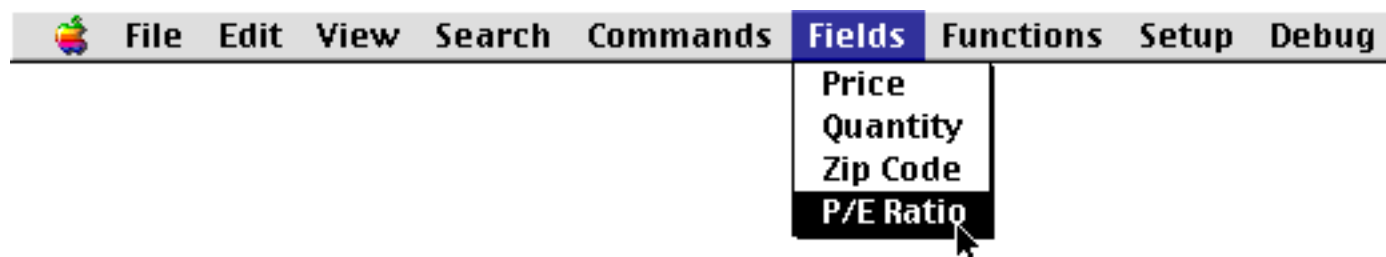 File Edit View Search Commands Fields Functions Setup Debug
Price
Quantity
Zip Code
P/E Ratio